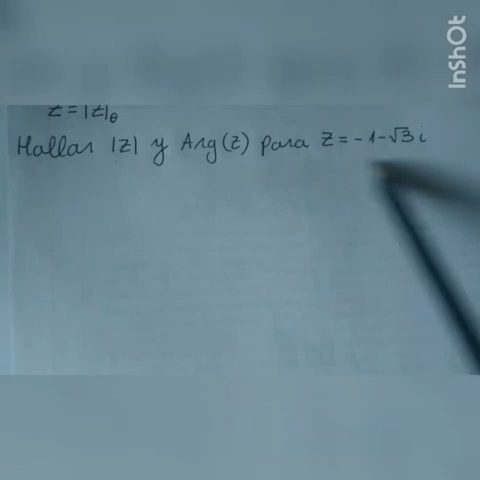 z = |z|θ
Hallar |z| y Arg(z) para z = -1-√3 i
InShOt